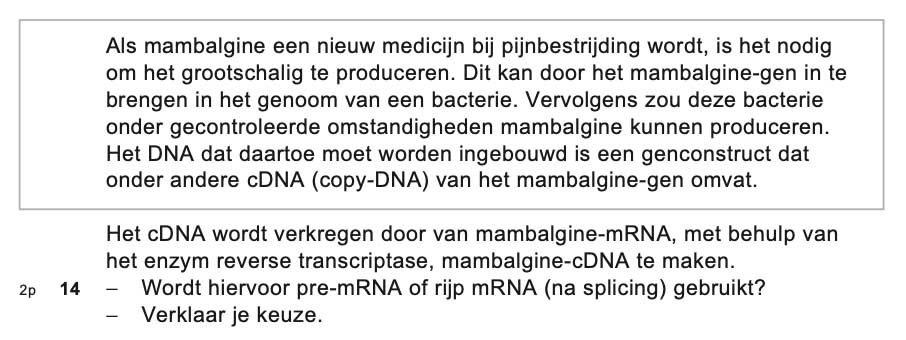 Als mambalgine een nieuw medicijn bij pijnbestrijding wordt, is het nodig
om het grootschalig te produceren. Dit kan door het mambalgine-gen in te
brengen in het genoom van een bacterie. Vervolgens zou deze bacterie
onder gecontroleerde omstandigheden mambalgine kunnen produceren.
Het DNA dat daartoe moet worden ingebouwd is een genconstruct dat
onder andere cDNA (copy-DNA) van het mambalgine-gen omvat.
Het cDNA wordt verkregen door van mambalgine-mRNA, met behulp van
het enzym reverse transcriptase, mambalgine-cDNA te maken.
2p 14 – Wordt hiervoor pre-mRNA of rijp mRNA (na splicing) gebruikt?
– Verklaar je keuze.